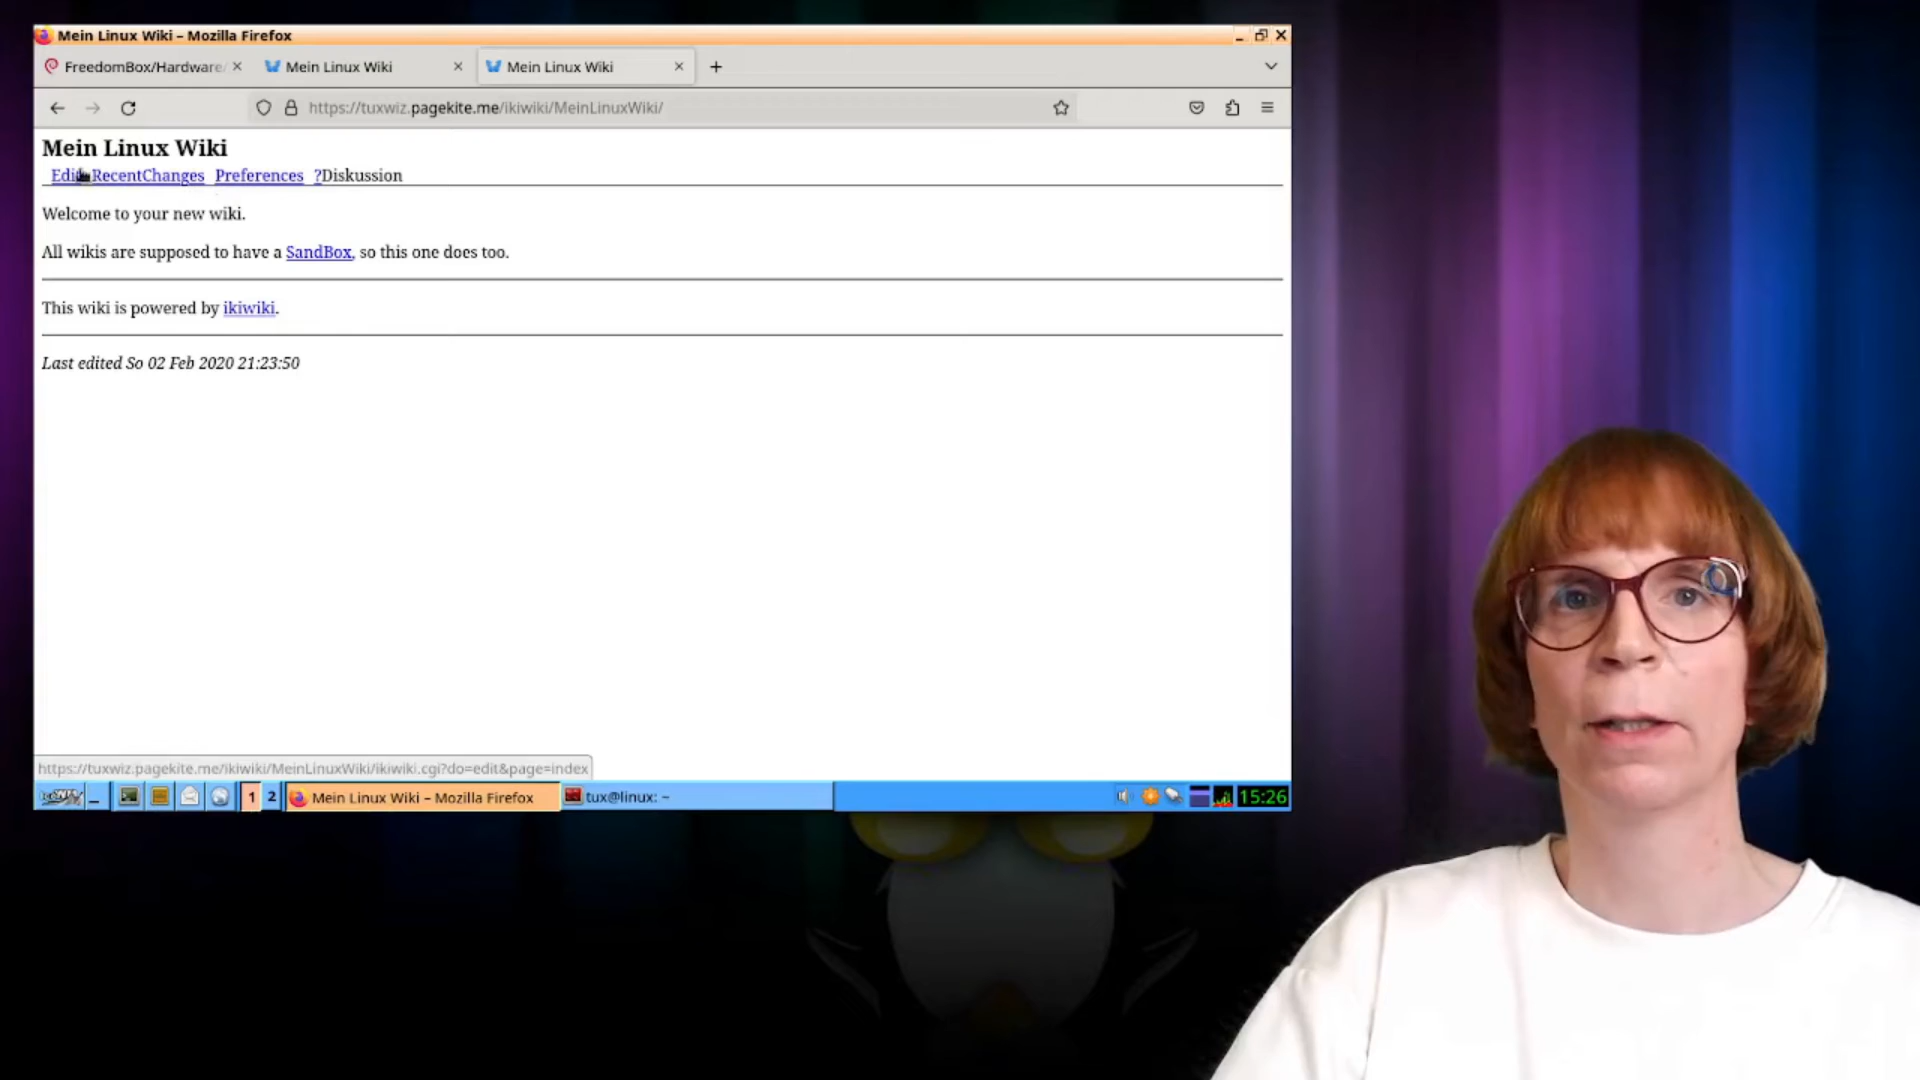 Mein Linux Wiki – Mozilla Firefox
FreedomBox/Hardware/ Mein Linux Wiki Mein Linux Wiki
https://tuxwiz.pagekite.me/ikiwiki/MeinLinuxWiki/
Mein Linux Wiki
Edit RecentChanges Preferences ?Diskussion
Welcome to your new wiki.
All wikis are supposed to have a SandBox, so this one does too.
This wiki is powered by ikiwiki.
Last edited So 02 Feb 2020 21:23:50
https://tuxwiz.pagekite.me/ikiwiki/MeinLinuxWiki/ikiwiki.cgi?do=edit&page=index
1 2 Mein Linux Wiki – Mozilla Firefox tux@linux: ~ 15:26